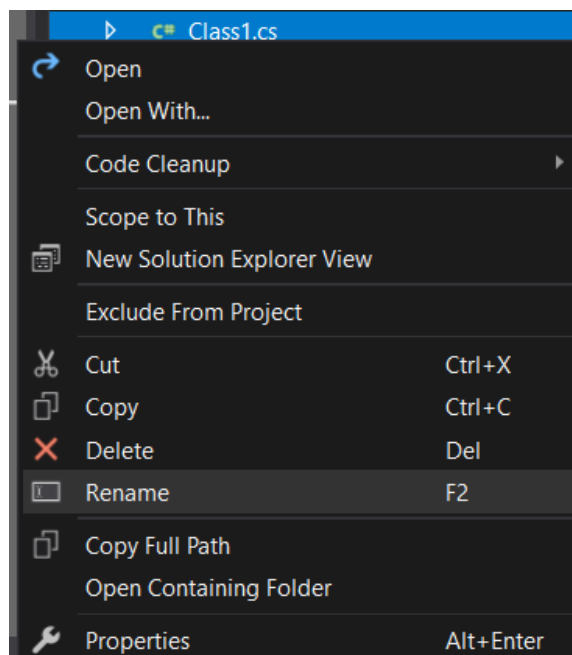 C# Class1.cs
Open
Open With...
Code Cleanup
Scope to This
New Solution Explorer View
Exclude From Project
Cut Ctrl+X
Copy Ctrl+C
Delete Del
Rename F2
Copy Full Path
Open Containing Folder
Properties Alt+Enter